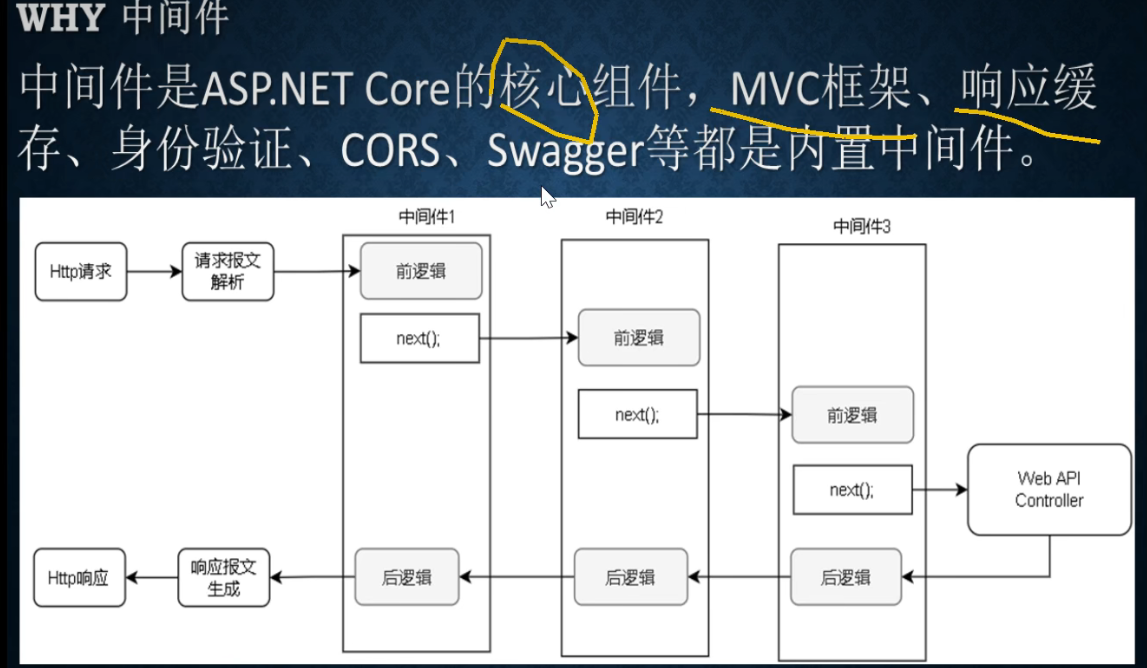 WHY 中间件
中间件是ASP.NET Core的核心组件，MVC框架、响应缓
存、身份验证、CORS、Swagger等都是内置中间件。
中间件1
中间件2
中间件3
Http请求
请求报文
解析
前逻辑
next();
前逻辑
next();
前逻辑
next();
Web API
Controller
Http响应
响应报文
生成
后逻辑
后逻辑
后逻辑